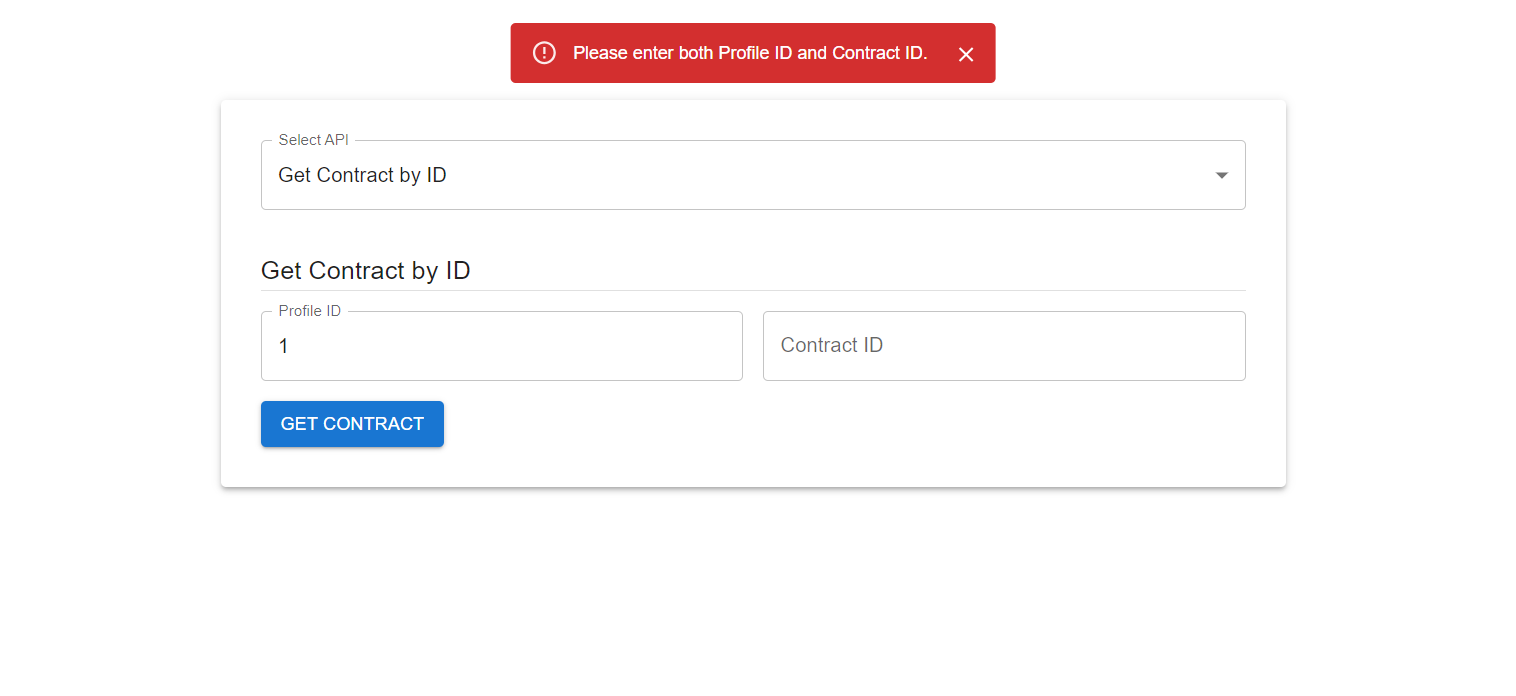 Please enter both Profile ID and Contract ID.
Select API
Get Contract by ID
Get Contract by ID
Profile ID
1
Contract ID
GET CONTRACT